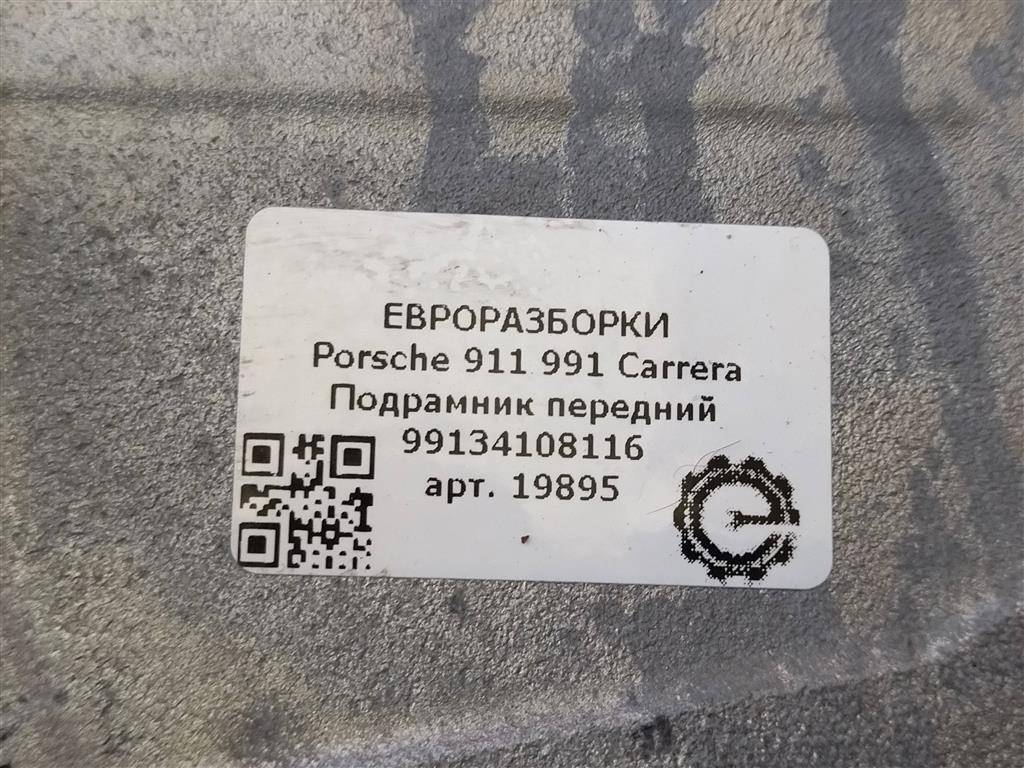 ЕВРОРАЗБОРКИ
Porsche 911 991 Carrera
Подрамник передний
99134108116
арт. 19895